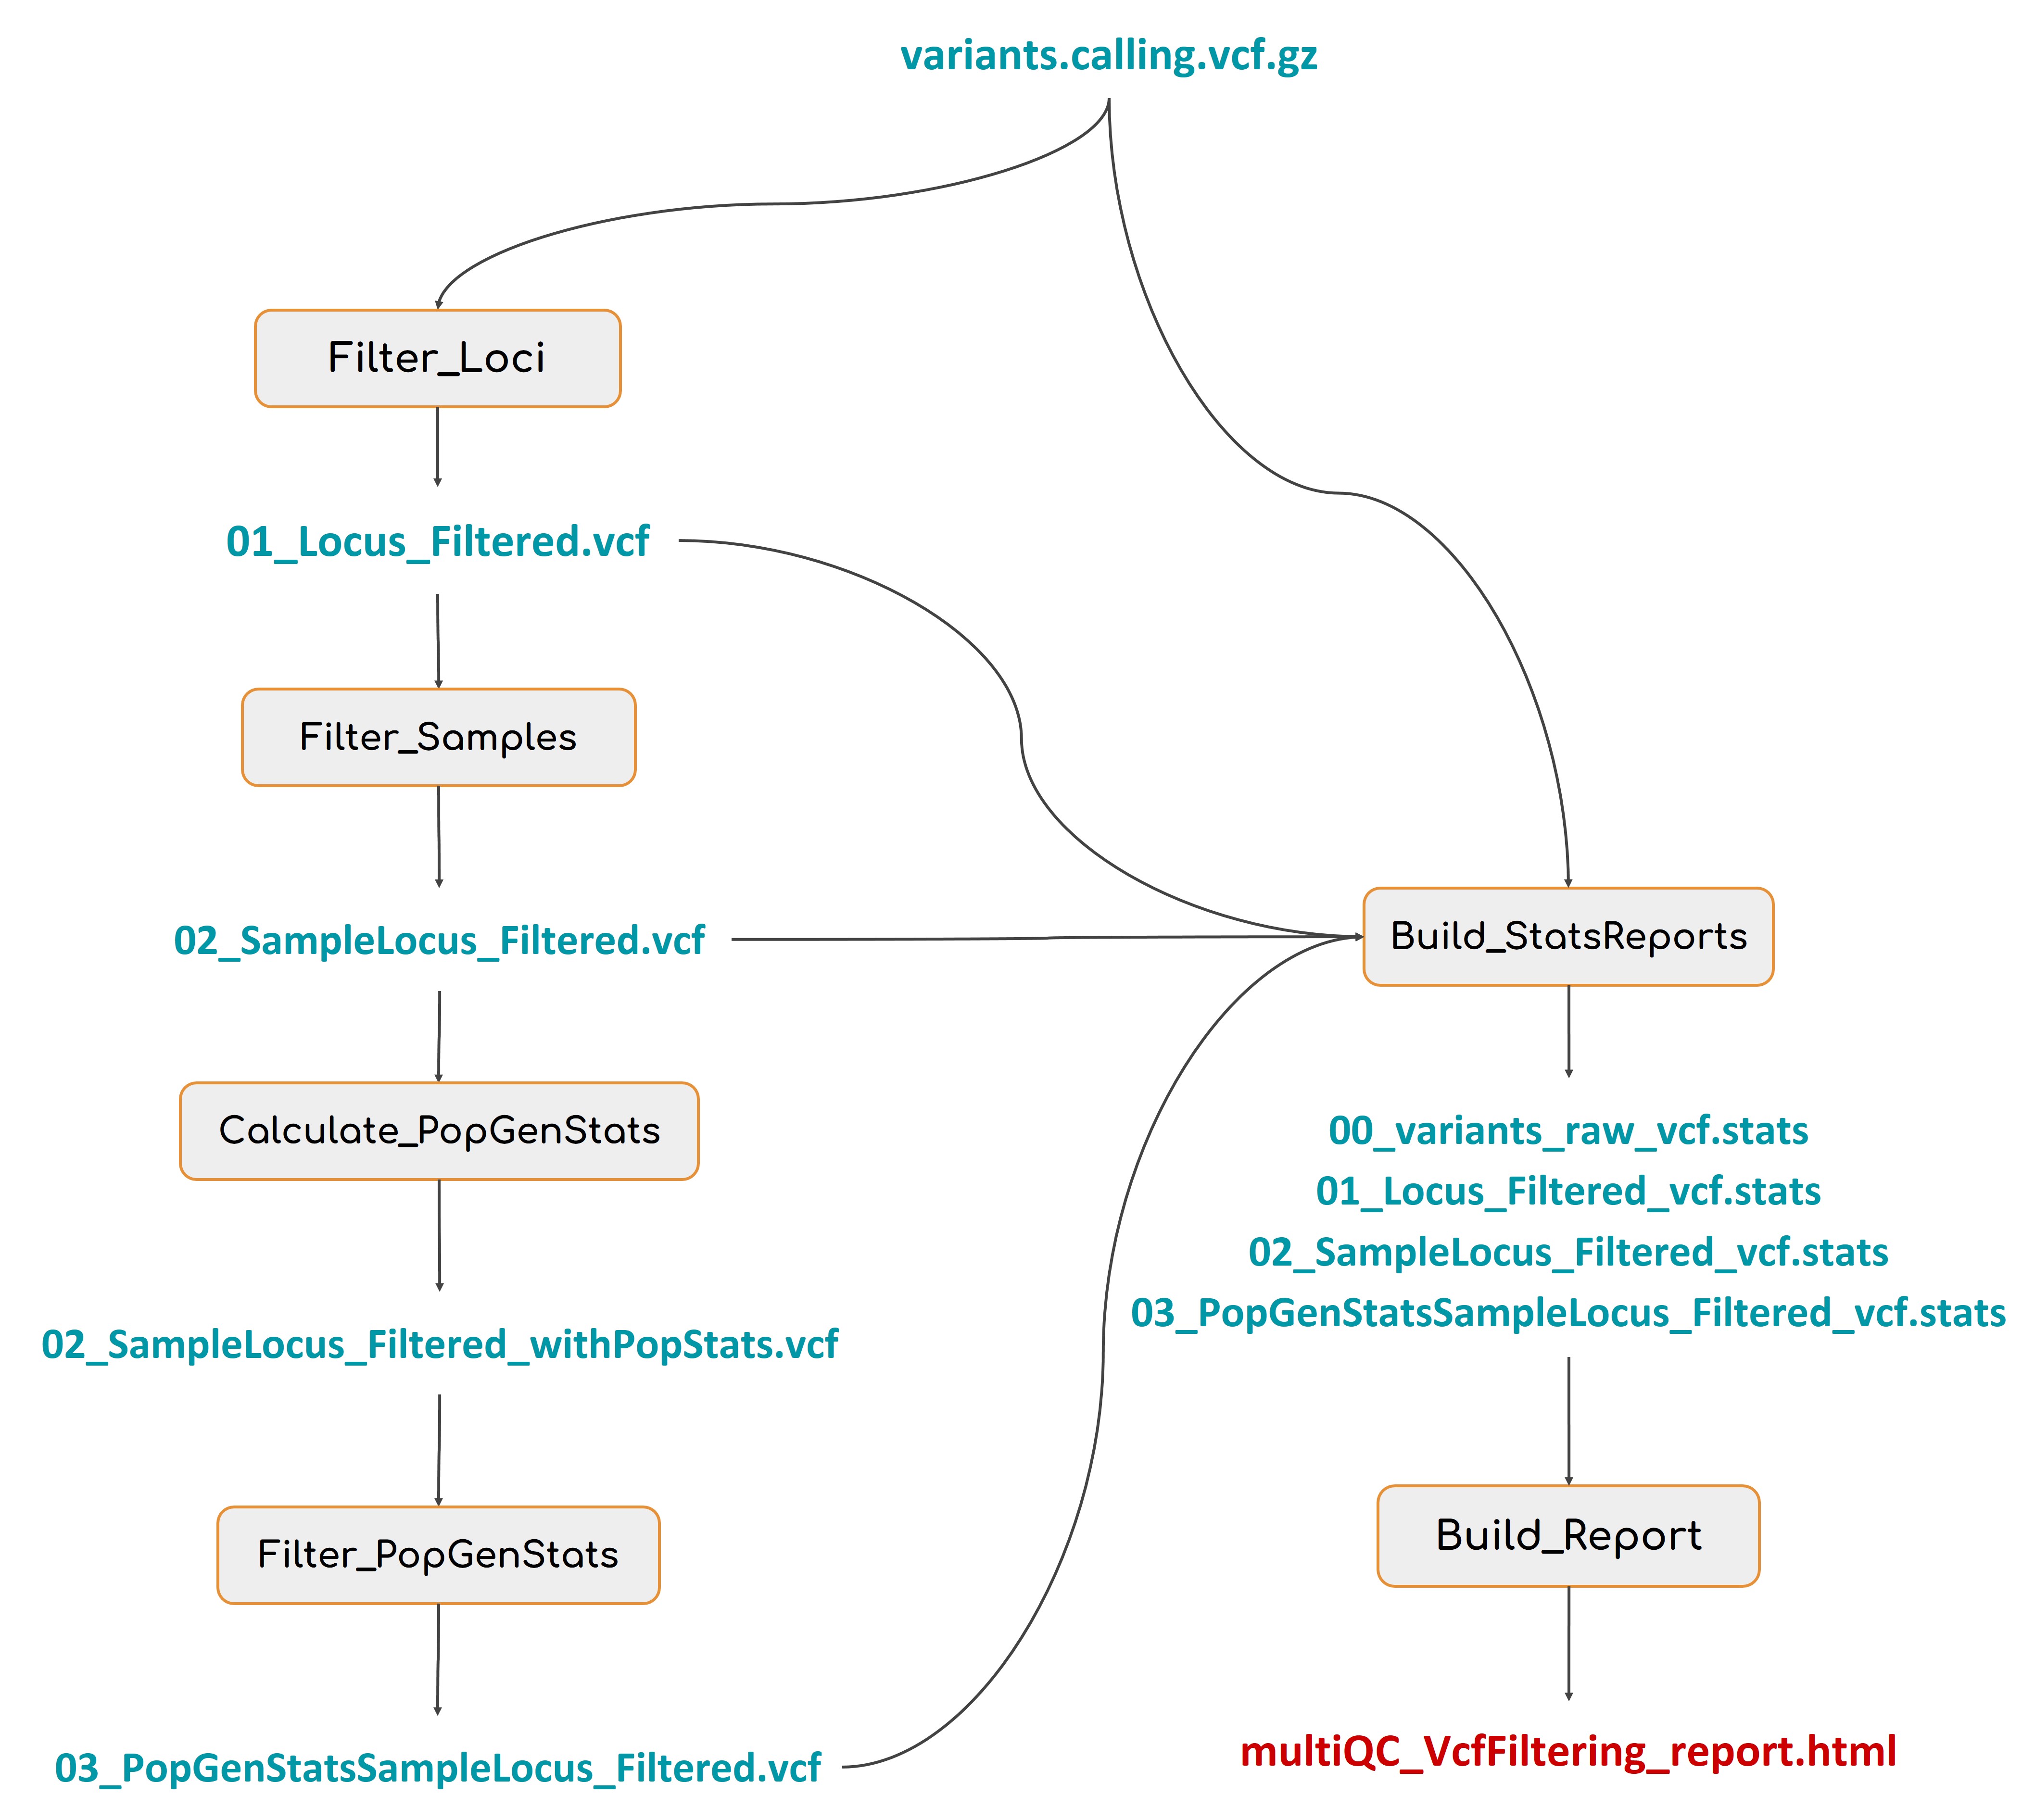 variants.calling.vcf.gz
Filter_Loci
01_Locus_Filtered.vcf
Filter_Samples
02_SampleLocus_Filtered.vcf
Calculate_PopGenStats
02_SampleLocus_Filtered_withPopStats.vcf
Filter_PopGenStats
03_PopGenStatsSampleLocus_Filtered.vcf
Build_StatsReports
00_variants_raw_vcf.stats
01_Locus_Filtered_vcf.stats
02_SampleLocus_Filtered_vcf.stats
03_PopGenStatsSampleLocus_Filtered_vcf.stats
Build_Report
multiQC_VcfFiltering_report.html